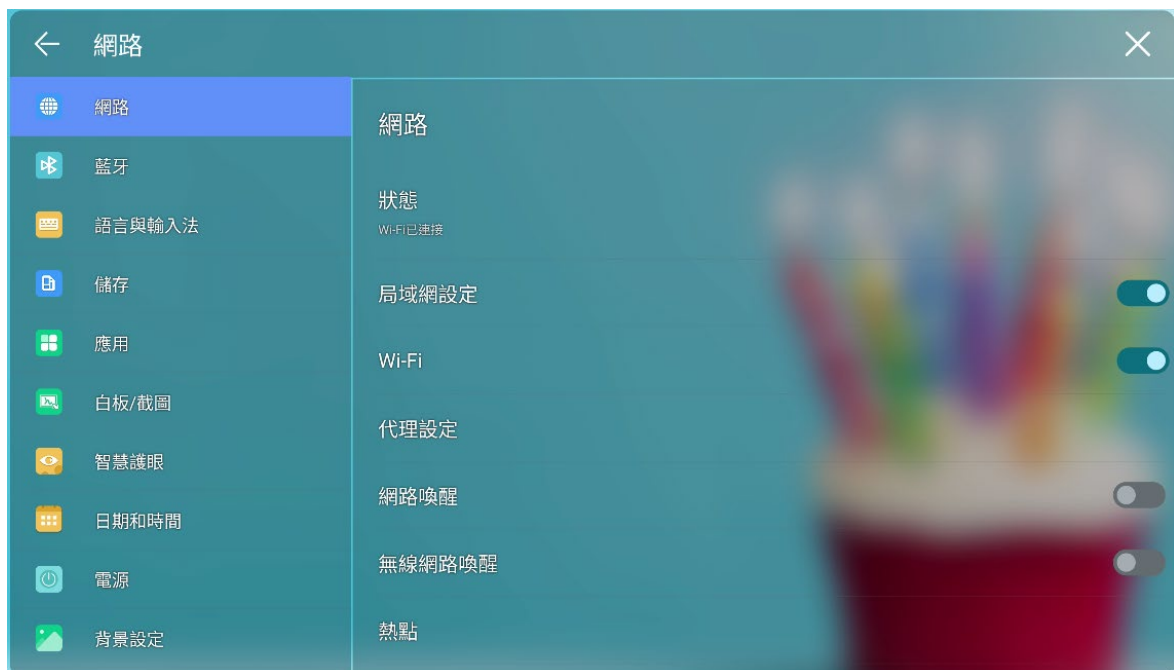 網路
網路
藍牙
語言與輸入法
儲存
應用
白板/截圖
智慧護眼
日期和時間
電源
背景設定
網路
狀態
Wi-Fi已連接
局域網設定
Wi-Fi
代理設定
網路喚醒
無線網路喚醒
熱點